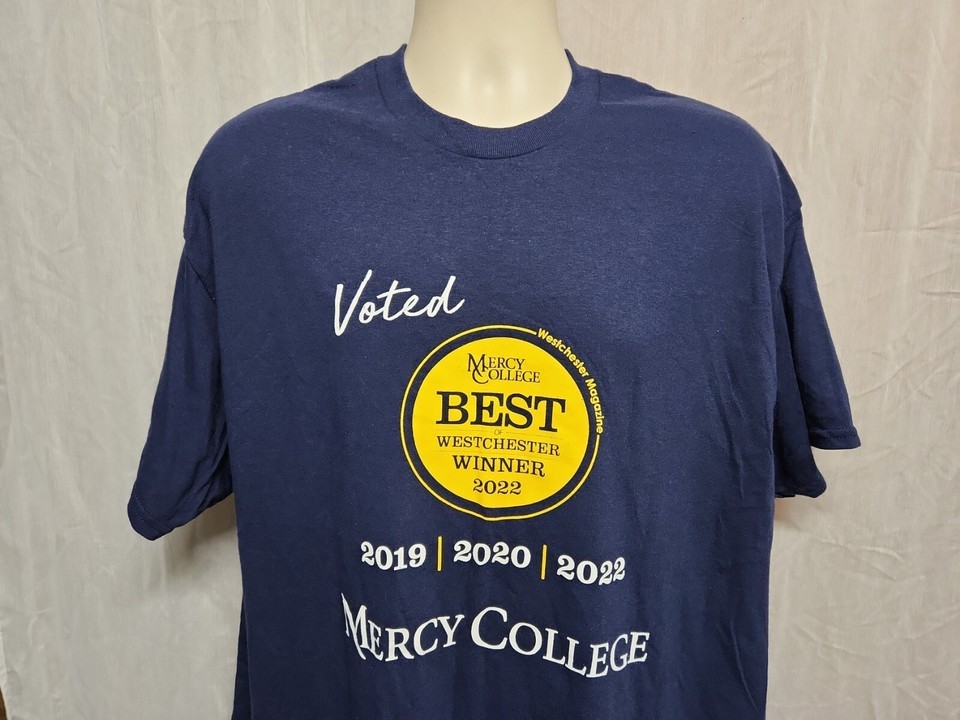 Voted
Westchester Magazine
MERCY
COLLEGE
BEST
OF
WESTCHESTER
WINNER
2022
2019 | 2020 | 2022
MERCY COLLEGE